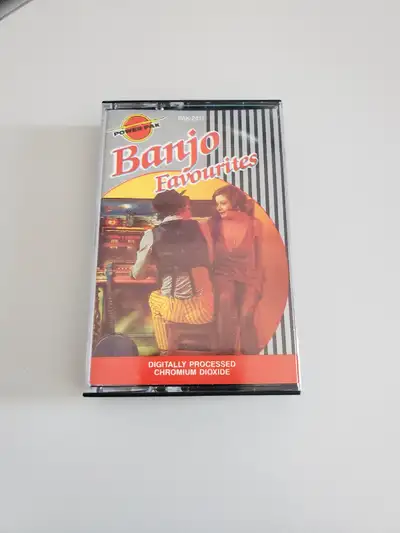 POWER PAK
Banjo
Favourites
DIGITALLY PROCESSED
CHROMIUM DIOXIDE